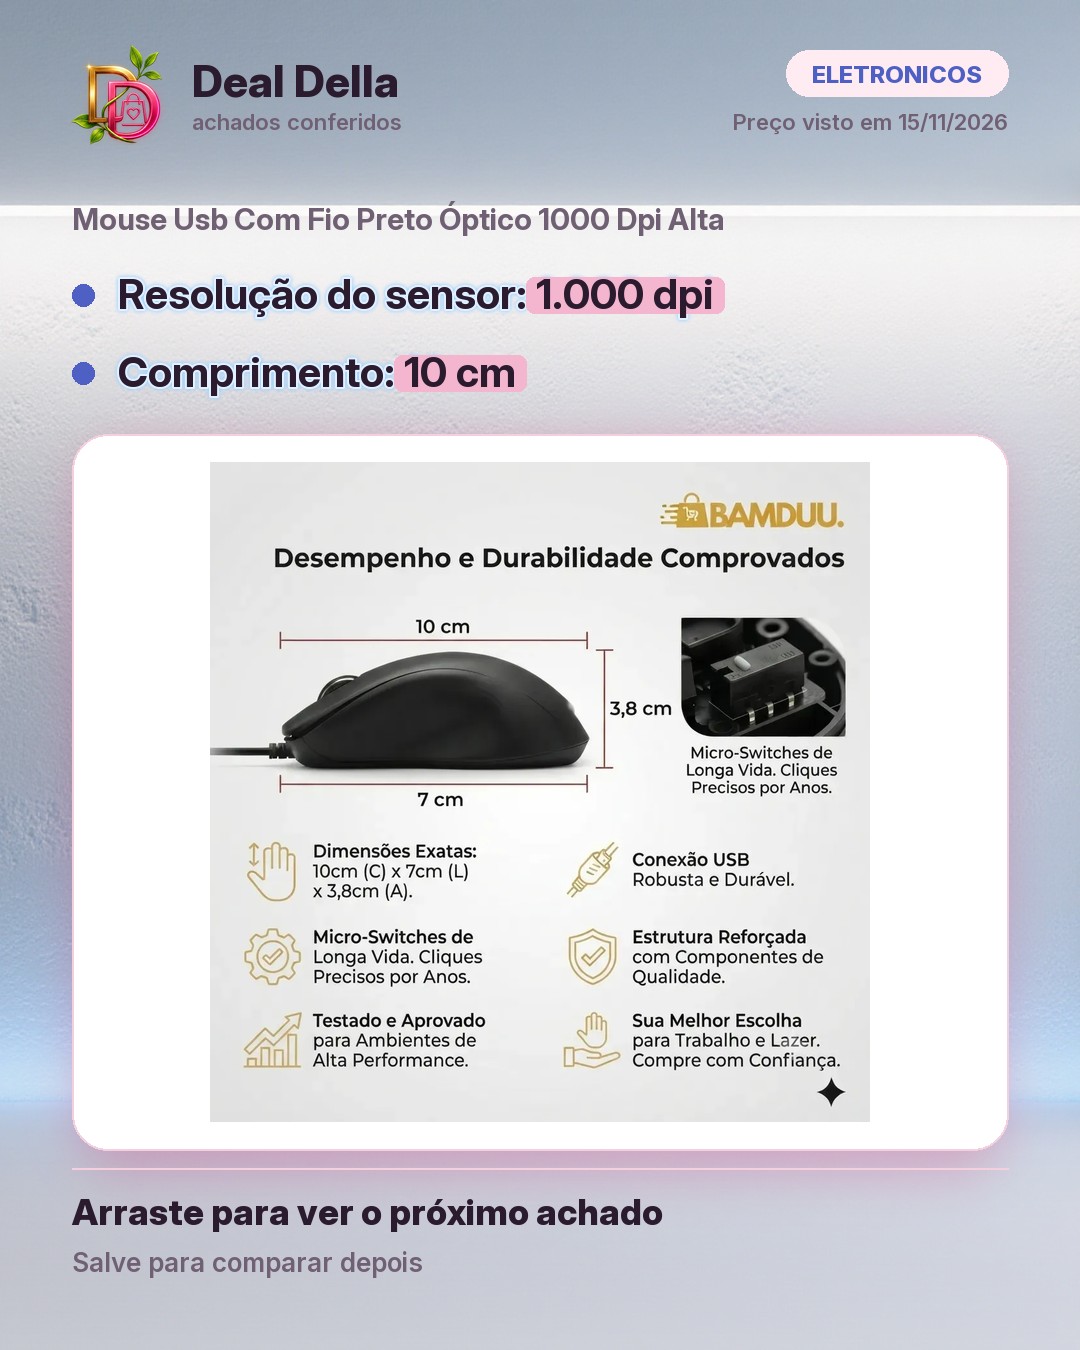 Deal Della
achados conferidos
ELETRONICOS
Preço visto em 15/11/2026
Mouse Usb Com Fio Preto Óptico 1000 Dpi Alta
Resolução do sensor: 1.000 dpi
Comprimento: 10 cm
BAMDUU.
Desempenho e Durabilidade Comprovados
10 cm
3,8 cm
7 cm
Micro-Switches de
Longa Vida. Cliques
Precisos por Anos.
Dimensões Exatas:
10cm (C) x 7cm (L)
x 3,8cm (A).
Conexão USB
Robusta e Durável.
Micro-Switches de
Longa Vida. Cliques
Precisos por Anos.
Estrutura Reforçada
com Componentes de
Qualidade.
Testado e Aprovado
para Ambientes de
Alta Performance.
Sua Melhor Escolha
para Trabalho e Lazer.
Compre com Confiança.
Arraste para ver o próximo achado
Salve para comparar depois